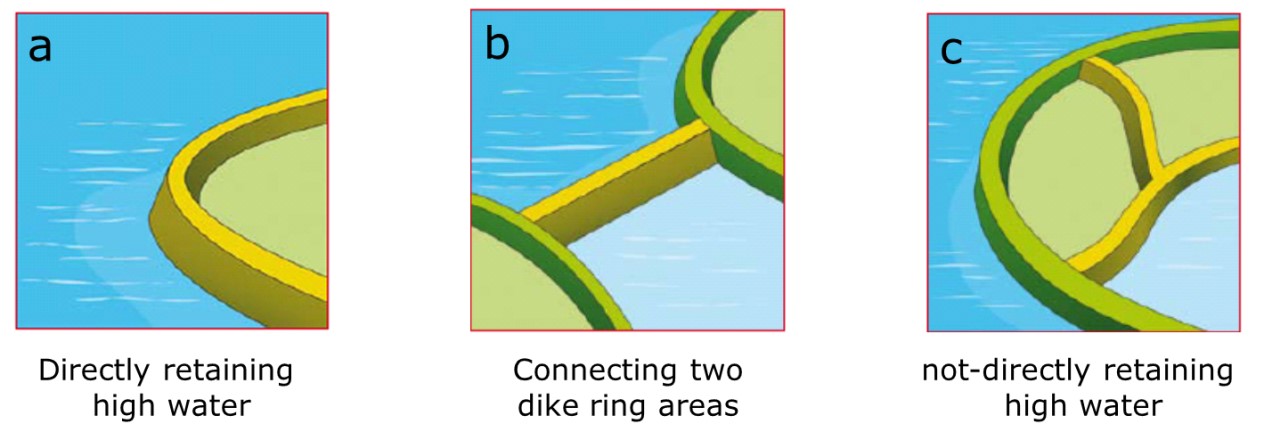 a
b
c
Directly retaining
high water
Connecting two
dike ring areas
not-directly retaining
high water